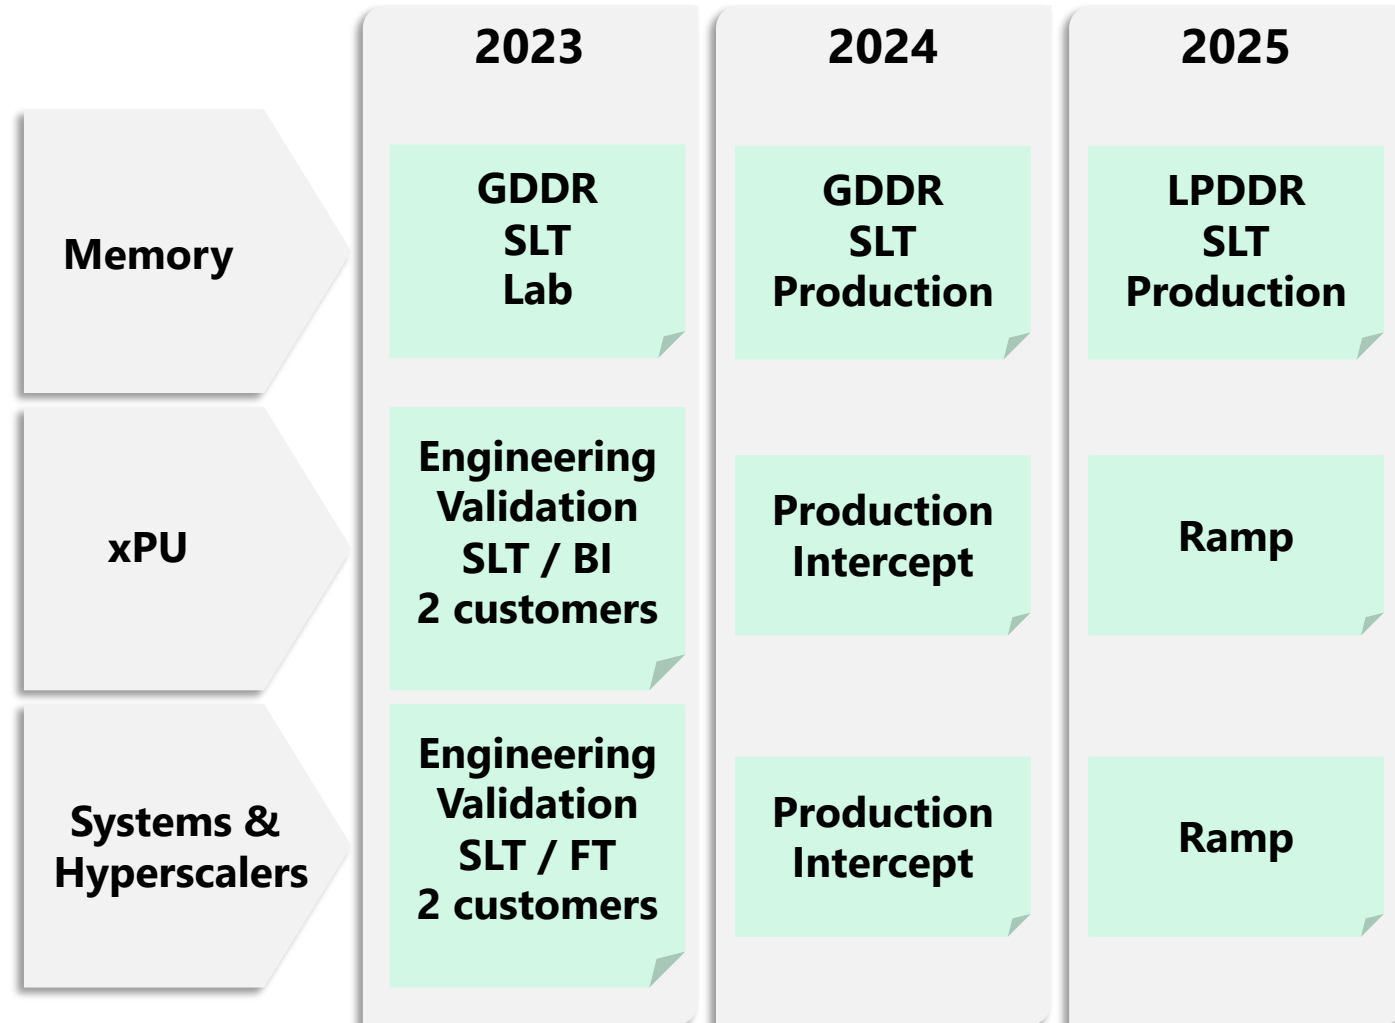 2023
2024
2025
Memory
GDDR
SLT
Lab
GDDR
SLT
Production
LPDDR
SLT
Production
xPU
Engineering
Validation
SLT / BI
2 customers
Production
Intercept
Ramp
Systems &
Hyperscalers
Engineering
Validation
SLT / FT
2 customers
Production
Intercept
Ramp